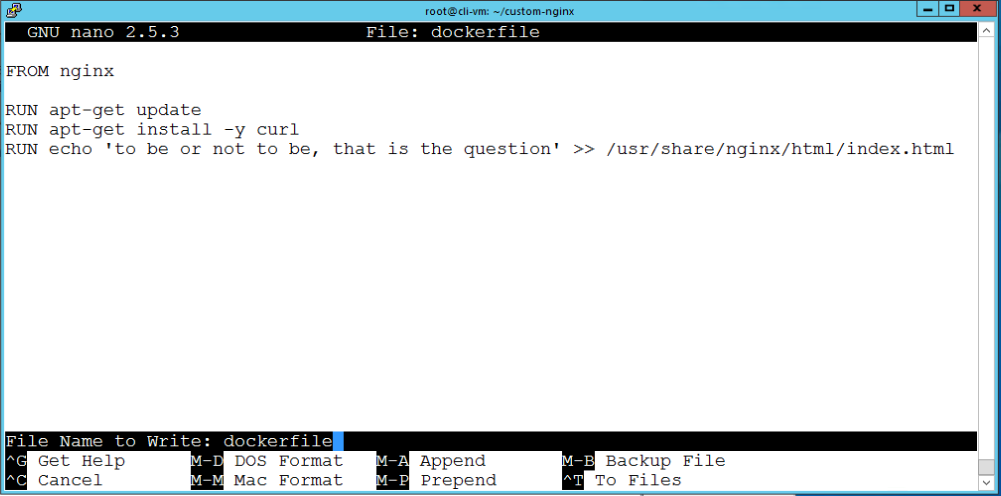 root@cli-vm: ~/custom-nginx
GNU nano 2.5.3 File: dockerfile
FROM nginx
RUN apt-get update
RUN apt-get install -y curl
RUN echo 'to be or not to be, that is the question' >> /usr/share/nginx/html/index.html
File Name to Write: dockerfile
^G Get Help M-D DOS Format M-A Append M-B Backup File
^C Cancel M-M Mac Format M-P Prepend ^T To Files